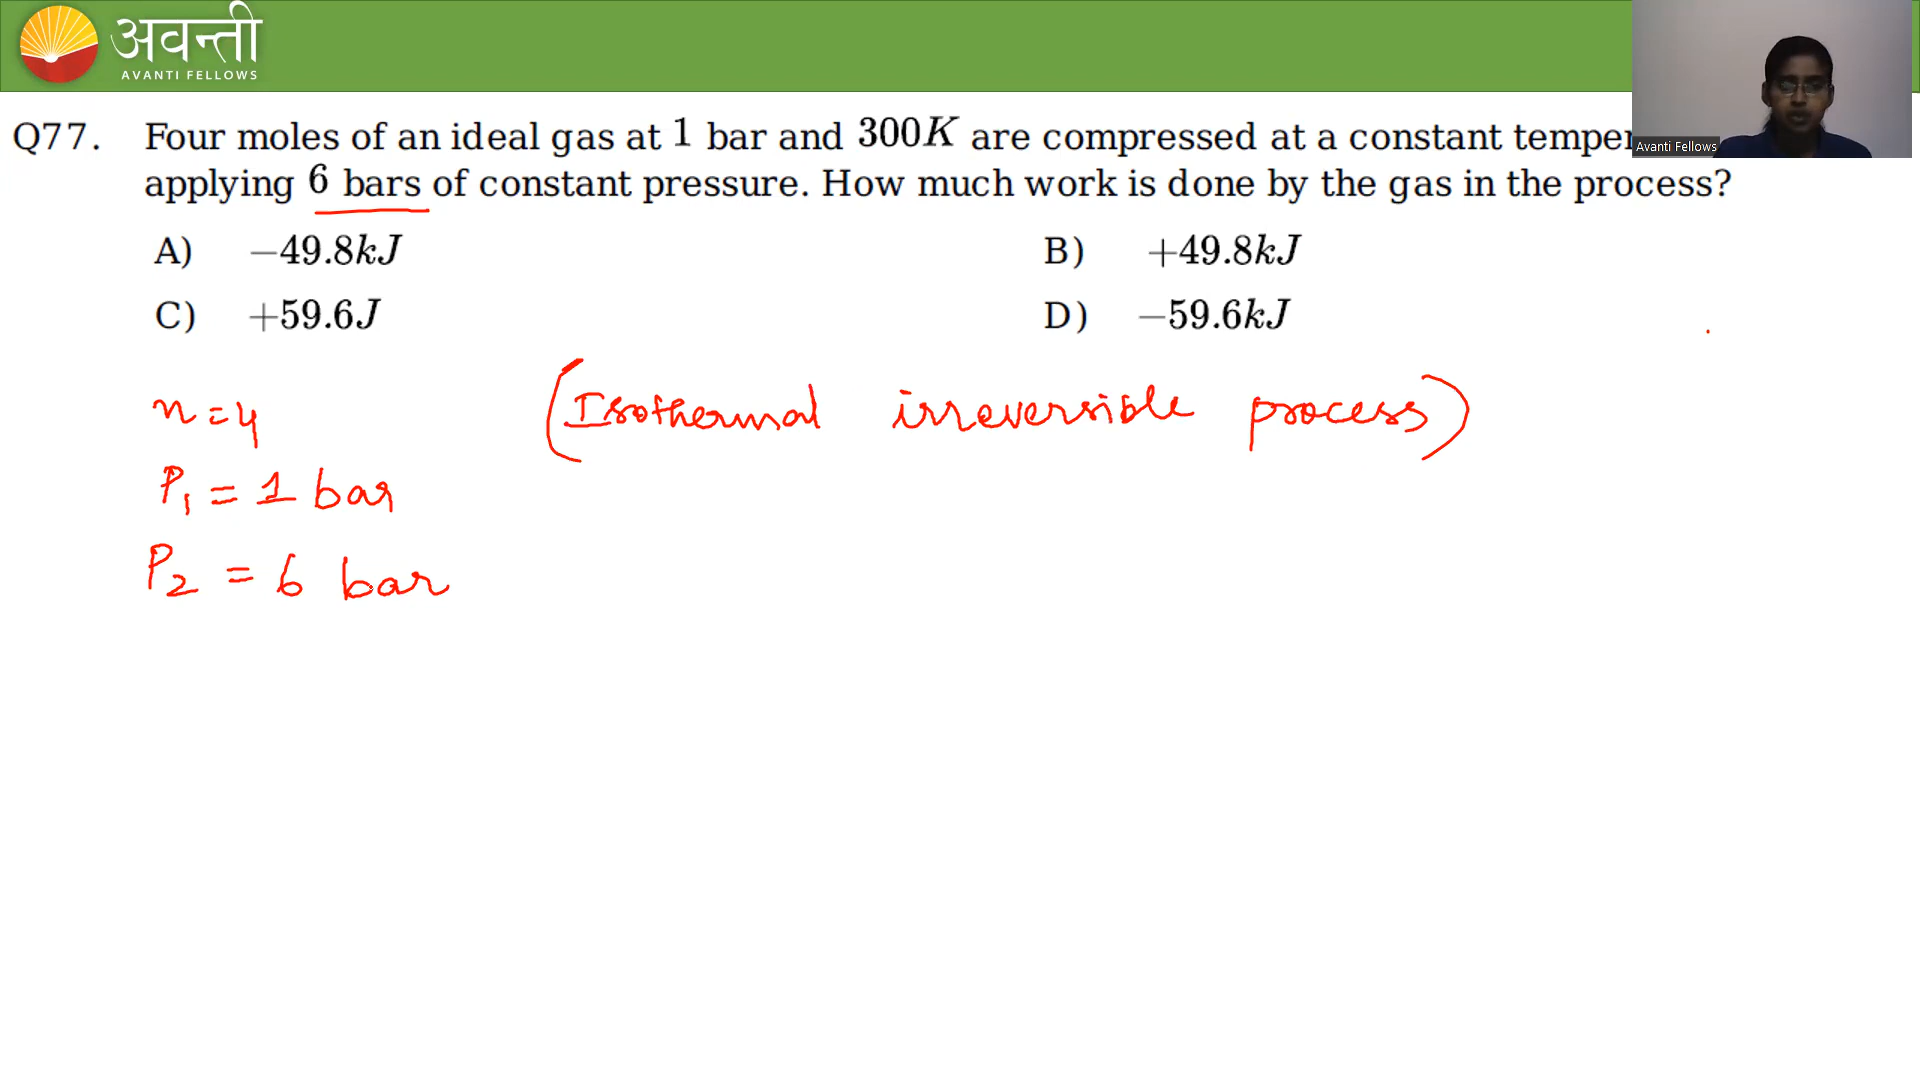 अवन्ती
AVANTI FELLOWS
Avanti Fellows
Q77. Four moles of an ideal gas at 1 bar and 300K are compressed at a constant
applying 6 bars of constant pressure. How much work is done by the gas in the process?
A) −49.8kJ B) +49.8kJ
C) +59.6J D) −59.6kJ
n=4 (Isothermal irreversible process)
P₁ = 1 bar
P₂ = 6 bar